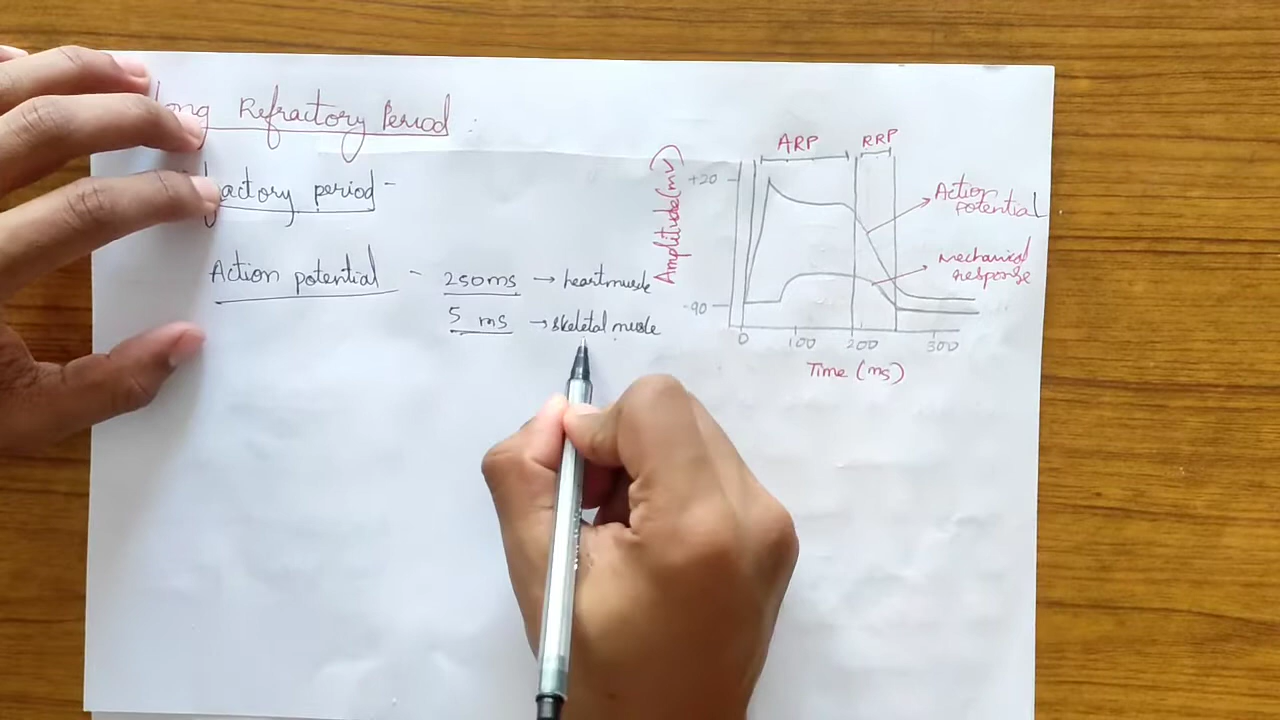 long Refractory Period :
actory period -
Action potential - 250ms → heart muscle
5 ms → skeletal muscle
ARP RRP
Amplitude (mV)
+20
-90
Action potential
Mechanical response
0 100 200 300
Time (ms)